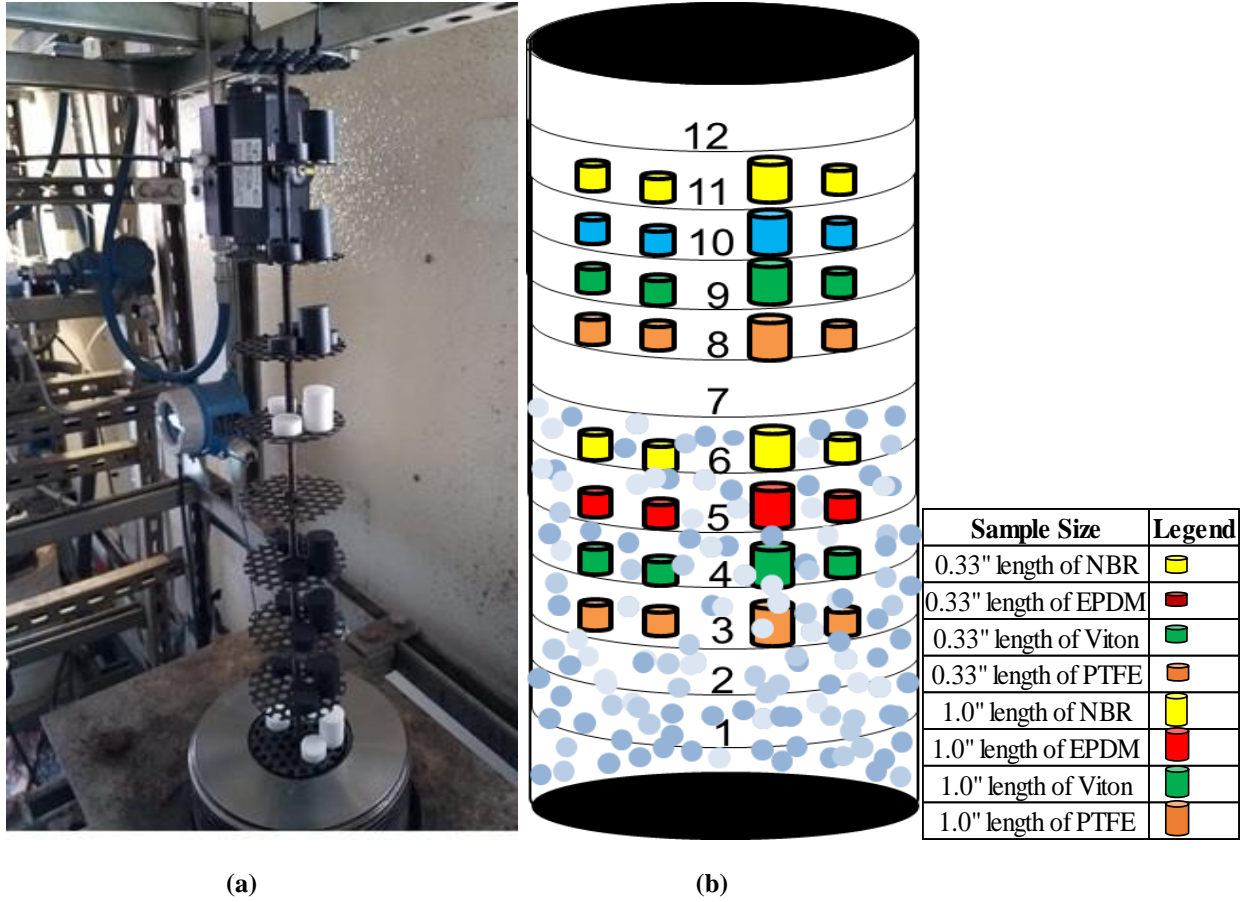 12
11
10
9
8
7
6
5
4
3
2
1
Sample Size Legend
0.33" length of NBR
0.33" length of EPDM
0.33" length of Viton
0.33" length of PTFE
1.0" length of NBR
1.0" length of EPDM
1.0" length of Viton
1.0" length of PTFE
(a) (b)